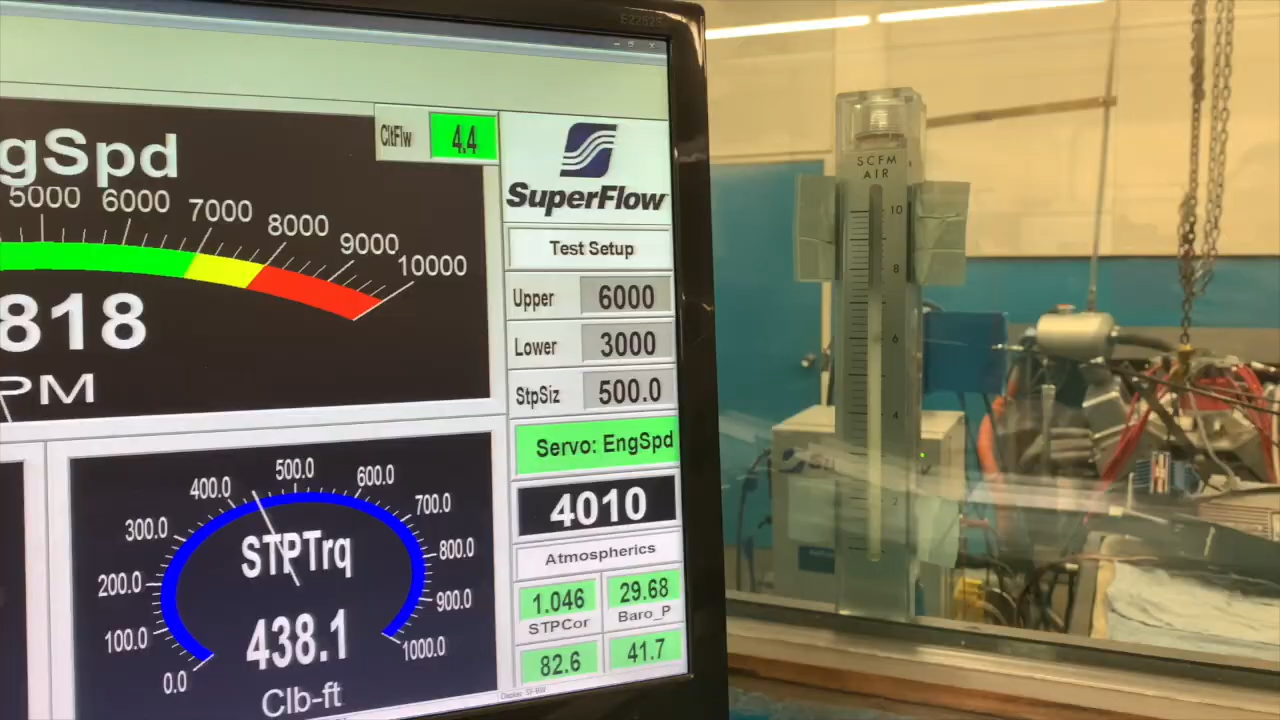 E2252S
gSpd
5000 6000 7000 8000 9000 10000
818
PM
CltFlw 4.4
SuperFlow
Test Setup
Upper 6000
Lower 3000
StpSiz 500.0
Servo: EngSpd
4010
Atmospherics
1.046 29.68
STPCor Baro_P
82.6 41.7
0.0 100.0 200.0 300.0 400.0 500.0 600.0 700.0 800.0 900.0 1000.0
STPTrq
438.1
Clb-ft
SCFM
AIR
10
8
6
4
2